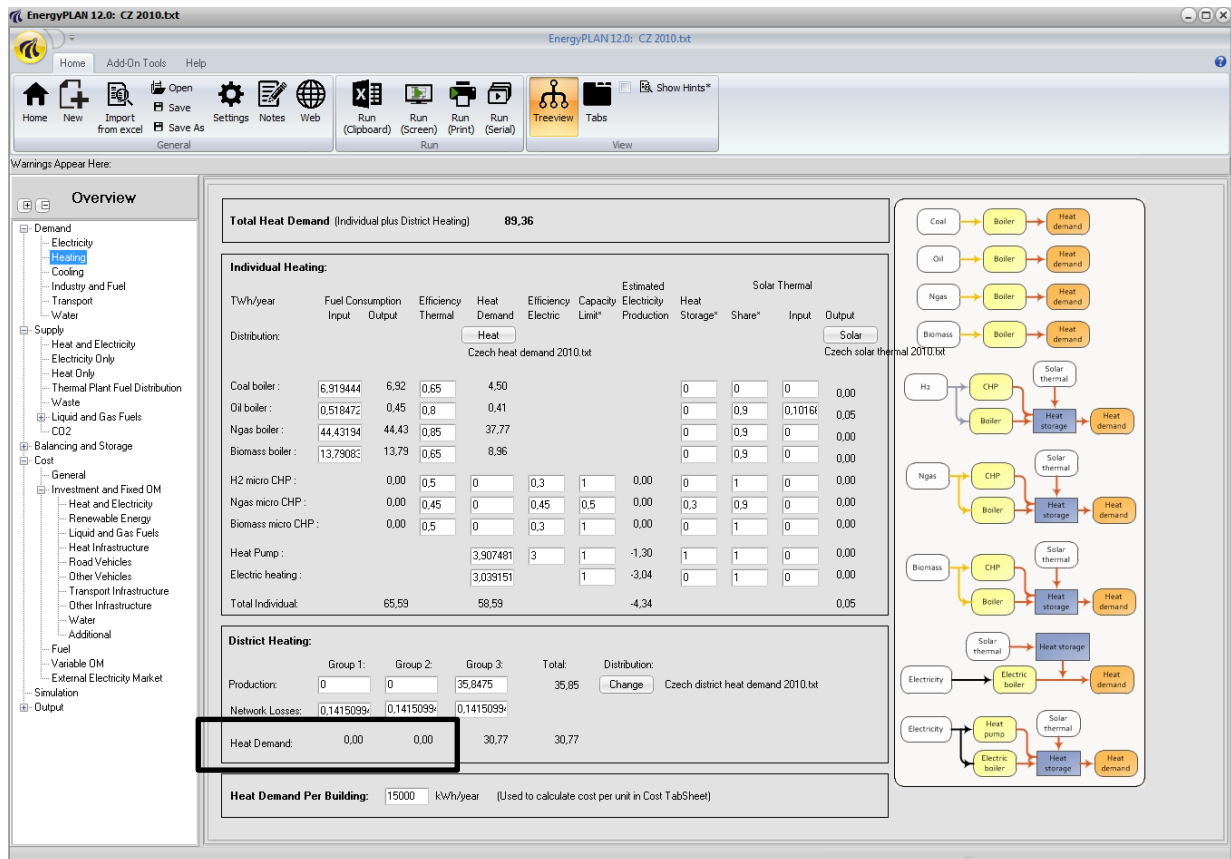 EnergyPLAN 12.0: CZ 2010.txt
EnergyPLAN 12.0: CZ 2010.txt
Home Add-On Tools Help
Home New Import from excel Open Save Save As Settings Notes Web Run (Clipboard) Run (Screen) Run (Print) Run (Serial) Treeview Tabs Show Hints*
General Run View
Warnings Appear Here:
Overview
Demand
Electricity
Heating
Cooling
Industry and Fuel
Transport
Water
Supply
Heat and Electricity
Electricity Only
Heat Only
Thermal Plant Fuel Distribution
Waste
Liquid and Gas Fuels
CO2
Balancing and Storage
Cost
General
Investment and Fixed OM
Heat and Electricity
Renewable Energy
Liquid and Gas Fuels
Heat Infrastructure
Road Vehicles
Other Vehicles
Transport Infrastructure
Other Infrastructure
Water
Additional
Fuel
Variable OM
External Electricity Market
Simulation
Output
Total Heat Demand (Individual plus District Heating) 89,36
Individual Heating:
Estimated Solar Thermal
TWh/year Fuel Consumption Efficiency Heat Efficiency Capacity Electricity Heat
Input Output Thermal Demand Electric Limit* Production Storage* Share* Input Output
Distribution: Heat Solar
Czech heat demand 2010.txt Czech solar thermal 2010.txt
Coal boiler : 6,919444 6,92 0,65 4,50 0 0 0 0,00
Oil boiler : 0,518472 0,45 0,8 0,41 0 0,9 0,1016 0,05
Ngas boiler : 44,43194 44,43 0,85 37,77 0 0,9 0 0,00
Biomass boiler : 13,79083 13,79 0,65 8,96 0 0,9 0 0,00
H2 micro CHP : 0,00 0,5 0 0,3 1 0,00 0 1 0 0,00
Ngas micro CHP : 0,00 0,45 0 0,45 0,5 0,00 0,3 0,9 0 0,00
Biomass micro CHP : 0,00 0,5 0 0,3 1 0,00 0 1 0 0,00
Heat Pump : 3,907481 3 1 -1,30 1 1 0 0,00
Electric heating : 3,039151 1 -3,04 0 1 0 0,00
Total Individual: 65,59 58,59 -4,34 0,05
District Heating:
Group 1: Group 2: Group 3: Total: Distribution:
Production: 0 0 35,8475 35,85 Change Czech district heat demand 2010.txt
Network Losses: 0,1415099 0,1415099 0,1415099
Heat Demand: 0,00 0,00 30,77 30,77
Heat Demand Per Building: 15000 kWh/year (Used to calculate cost per unit in Cost TabSheet)
Coal Boiler Heat demand
Oil Boiler Heat demand
Ngas Boiler Heat demand
Biomass Boiler Heat demand
Solar thermal
H2 CHP
Boiler Heat storage Heat demand
Solar thermal
Ngas CHP
Boiler Heat storage Heat demand
Solar thermal
Biomass CHP
Boiler Heat storage Heat demand
Solar thermal Heat storage
Electricity Electric boiler Heat demand
Electricity Heat pump Solar thermal
Electric boiler Heat storage Heat demand